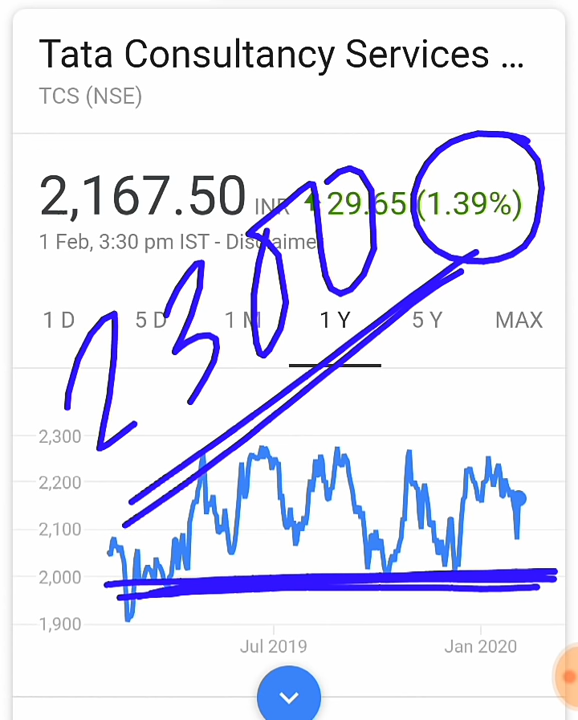 Tata Consultancy Services ...
TCS (NSE)
2,167.50 INR 29.65 (1.39%)
1 Feb, 3:30 pm IST - Disclaimer
2300
1 D 5 D 1 M 1 Y 5 Y MAX
2,300
2,200
2,100
2,000
1,900
Jul 2019 Jan 2020